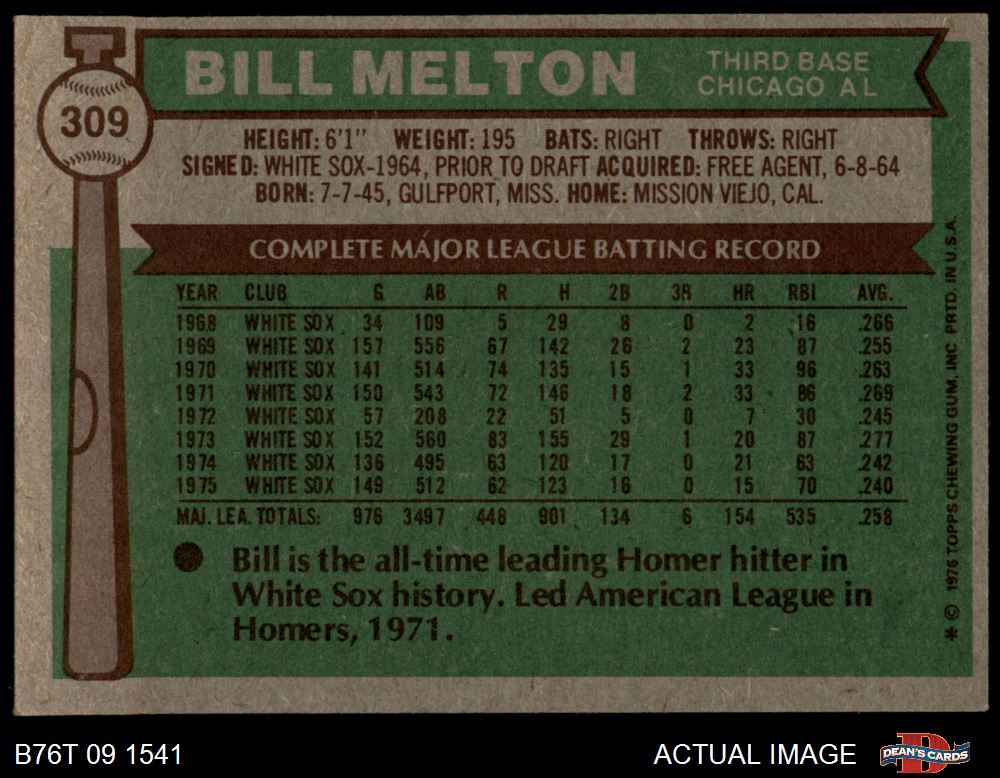 309
BILL MELTON
THIRD BASE
CHICAGO A L
HEIGHT: 6'1" WEIGHT: 195 BATS: RIGHT THROWS: RIGHT
SIGNED: WHITE SOX-1964, PRIOR TO DRAFT ACQUIRED: FREE AGENT, 6-8-64
BORN: 7-7-45, GULFPORT, MISS. HOME: MISSION VIEJO, CAL.
COMPLETE MAJOR LEAGUE BATTING RECORD
YEAR CLUB G AB R H 2B 3B HR RBI AVG.
1968 WHITE SOX 34 109 5 29 8 0 2 16 .266
1969 WHITE SOX 157 556 67 142 26 2 23 87 .255
1970 WHITE SOX 141 514 74 135 15 1 33 96 .263
1971 WHITE SOX 150 543 72 146 18 2 33 86 .269
1972 WHITE SOX 57 208 22 51 5 0 7 30 .245
1973 WHITE SOX 152 560 83 155 29 1 20 87 .277
1974 WHITE SOX 136 495 63 120 17 0 21 63 .242
1975 WHITE SOX 149 512 62 123 16 0 15 70 .240
MAJ. LEA. TOTALS: 976 3497 448 901 134 6 154 535 .258
Bill is the all-time leading Homer hitter in
White Sox history. Led American League in
Homers, 1971.
* © 1976 TOPPS CHEWING GUM, INC PRTD. IN U.S.A.
B76T 09 1541
ACTUAL IMAGE
DEAN'S CARDS